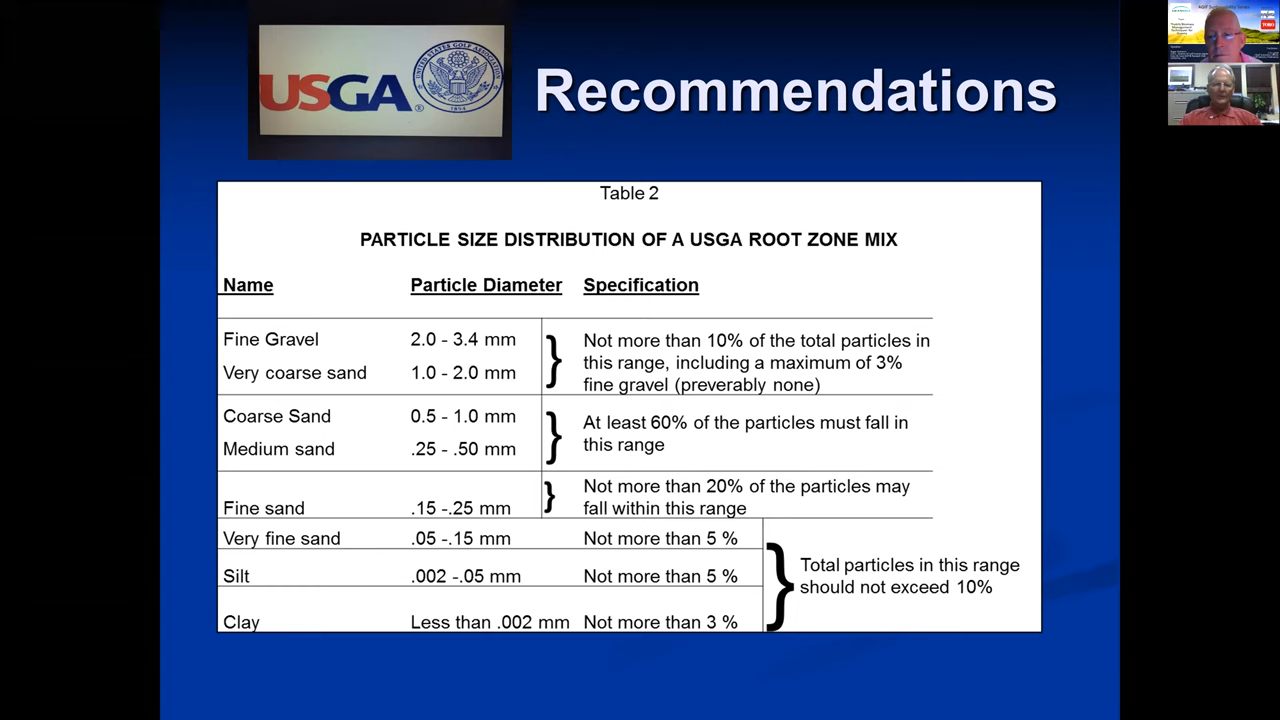 USGA
UNITED STATES GOLF ASSOCIATION
1894
®
Recommendations
Table 2
PARTICLE SIZE DISTRIBUTION OF A USGA ROOT ZONE MIX
Name Particle Diameter Specification
Fine Gravel 2.0 - 3.4 mm
Very coarse sand 1.0 - 2.0 mm
Not more than 10% of the total particles in
this range, including a maximum of 3%
fine gravel (preverably none)
Coarse Sand 0.5 - 1.0 mm
Medium sand .25 - .50 mm
At least 60% of the particles must fall in
this range
Fine sand .15 -.25 mm
Not more than 20% of the particles may
fall within this range
Very fine sand .05 -.15 mm Not more than 5 %
Silt .002 -.05 mm Not more than 5 %
Clay Less than .002 mm Not more than 3 %
Total particles in this range
should not exceed 10%
TORO